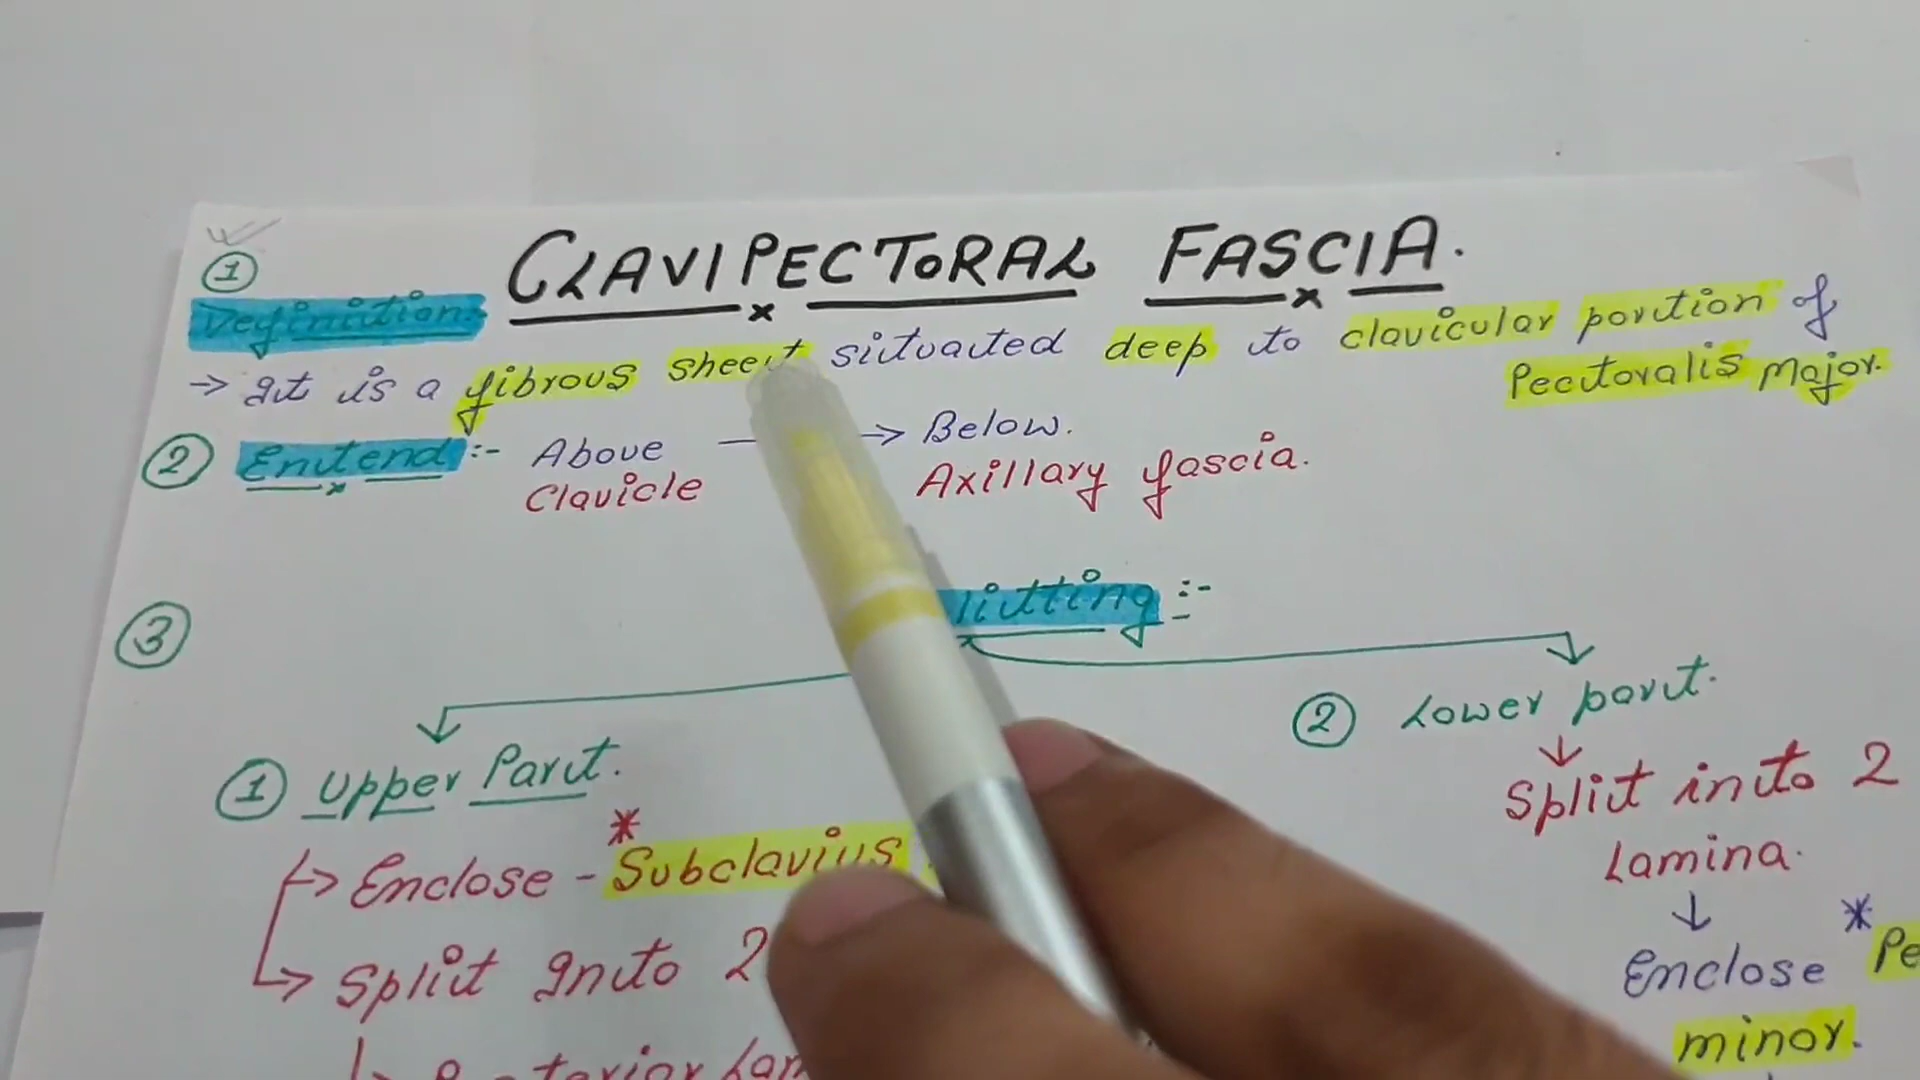 CLAVIPECTORAL FASCIA.
①
Definition:
→ It is a fibrous sheet situated deep to clavicular portion of
Pectoralis Major.
② Entend :- Above → Below.
Clavicle Axillary fascia.
③
:-
① Upper Part. ② Lower part.
↓
Split into 2
Lamina.
↓
→ Enclose - *Subclavius
→ Split Into 2
Enclose *
minor.